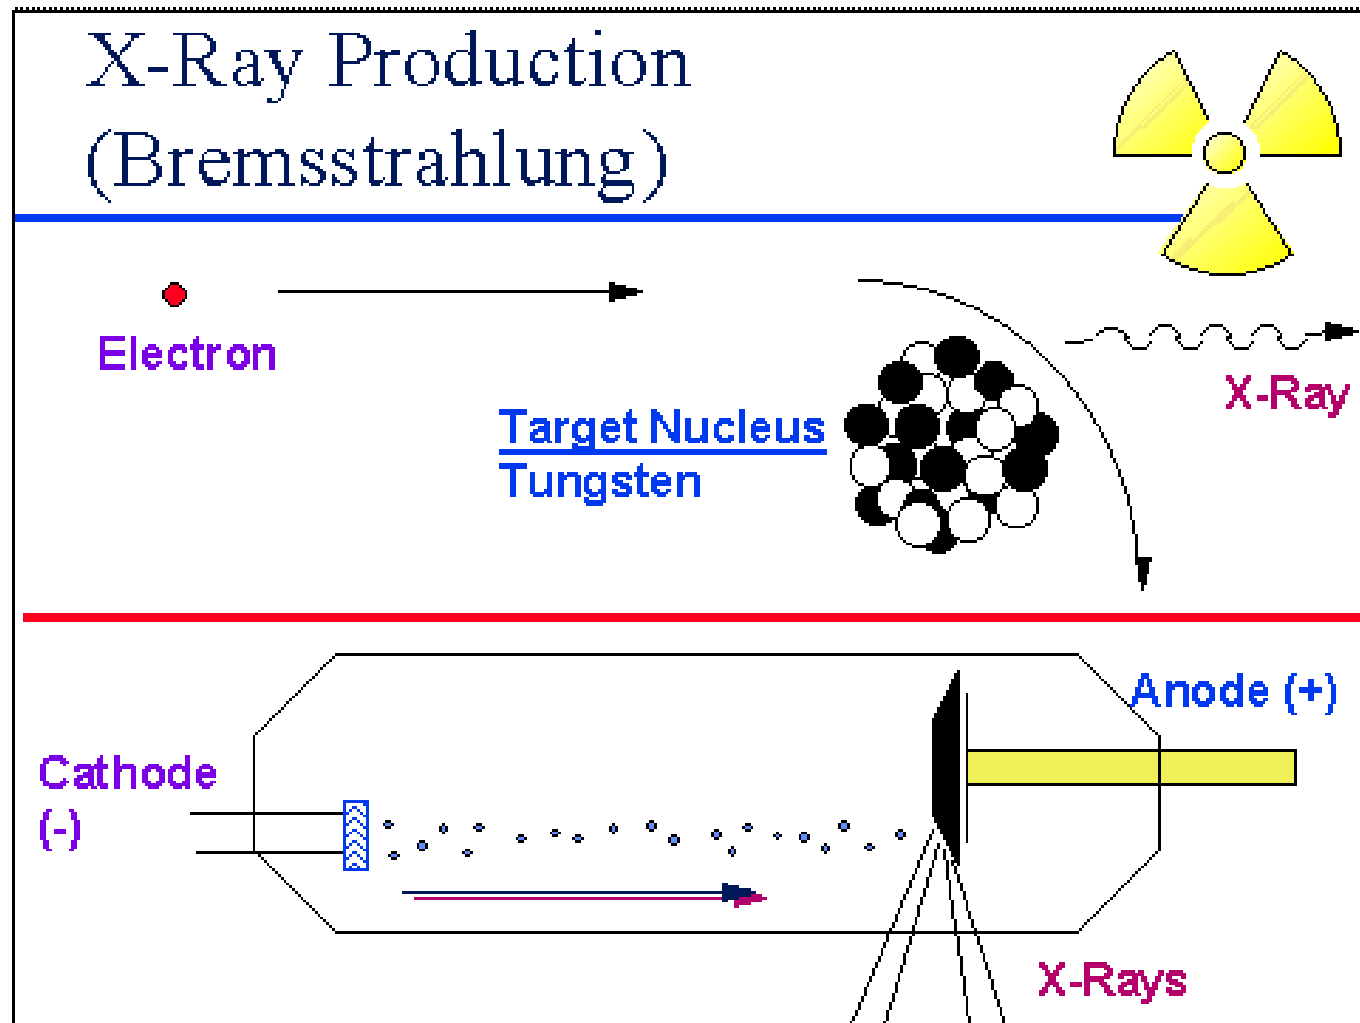 X-Ray Production
(Bremsstrahlung)
Electron
X-Ray
Target Nucleus
Tungsten
Anode (+)
Cathode
(-)
X-Rays